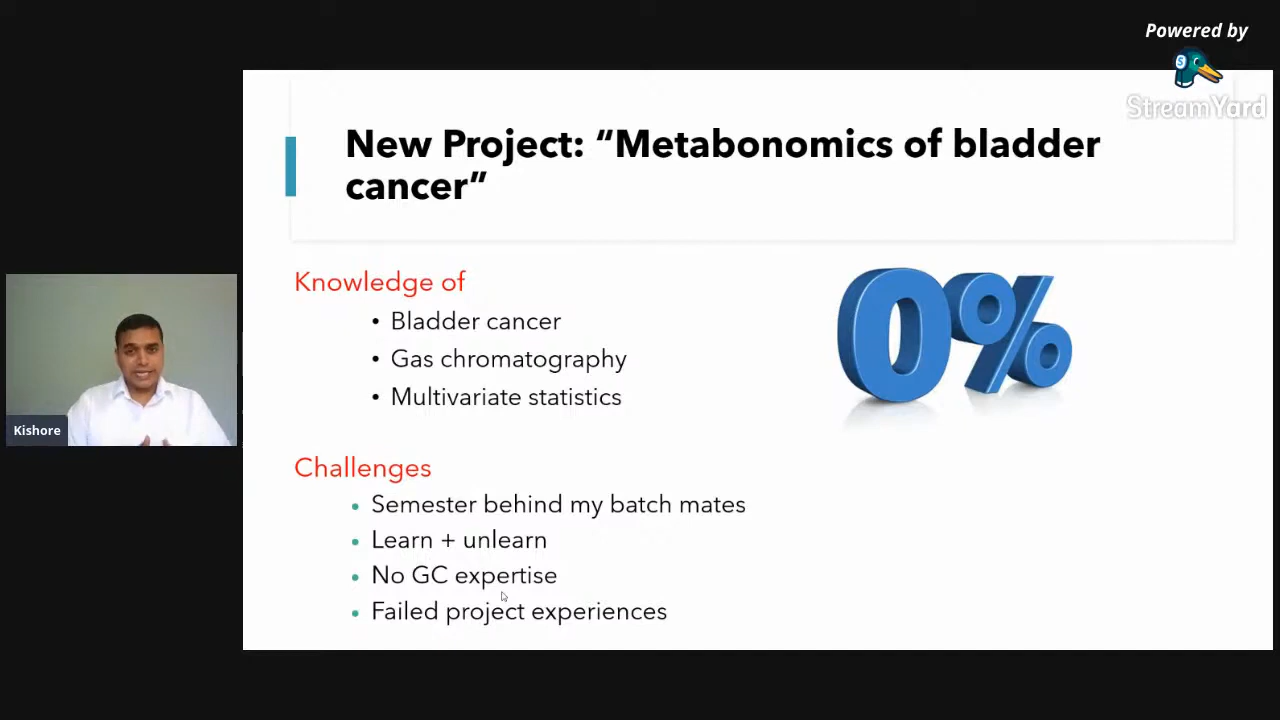 Powered by
StreamYard
New Project: “Metabonomics of bladder
cancer”
Knowledge of
• Bladder cancer
• Gas chromatography
• Multivariate statistics
0%
Challenges
• Semester behind my batch mates
• Learn + unlearn
• No GC expertise
• Failed project experiences
Kishore